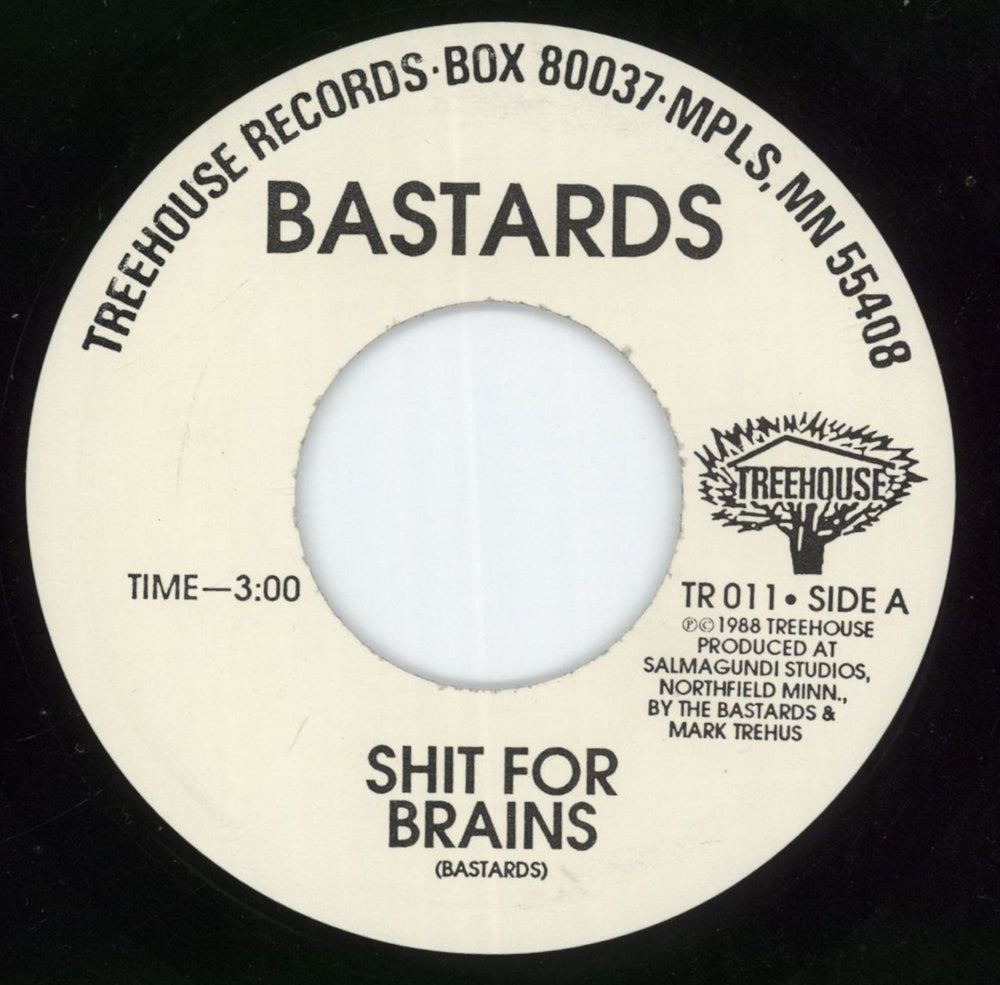 TREEHOUSE RECORDS·BOX 80037·MPLS, MN 55408
BASTARDS
TREEHOUSE
TIME—3:00
TR 011• SIDE A
℗©1988 TREEHOUSE
PRODUCED AT
SALMAGUNDI STUDIOS,
NORTHFIELD MINN.,
BY THE BASTARDS &
MARK TREHUS
SHIT FOR
BRAINS
(BASTARDS)